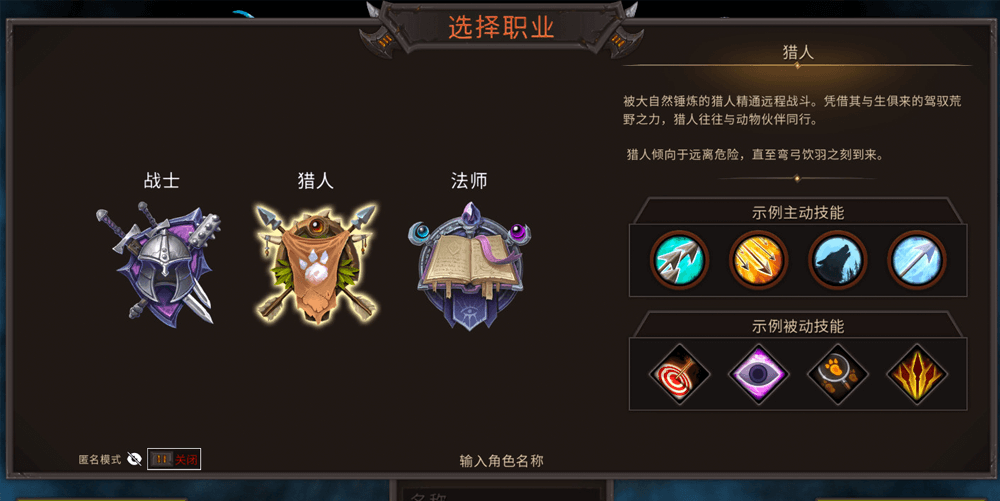 选择职业
猎人
被大自然锤炼的猎人精通远程战斗。凭借其与生俱来的驾驭荒
野之力，猎人往往与动物伙伴同行。
猎人倾向于远离危险，直至弯弓饮羽之刻到来。
战士
猎人
法师
示例主动技能
示例被动技能
匿名模式
关闭
输入角色名称
名称